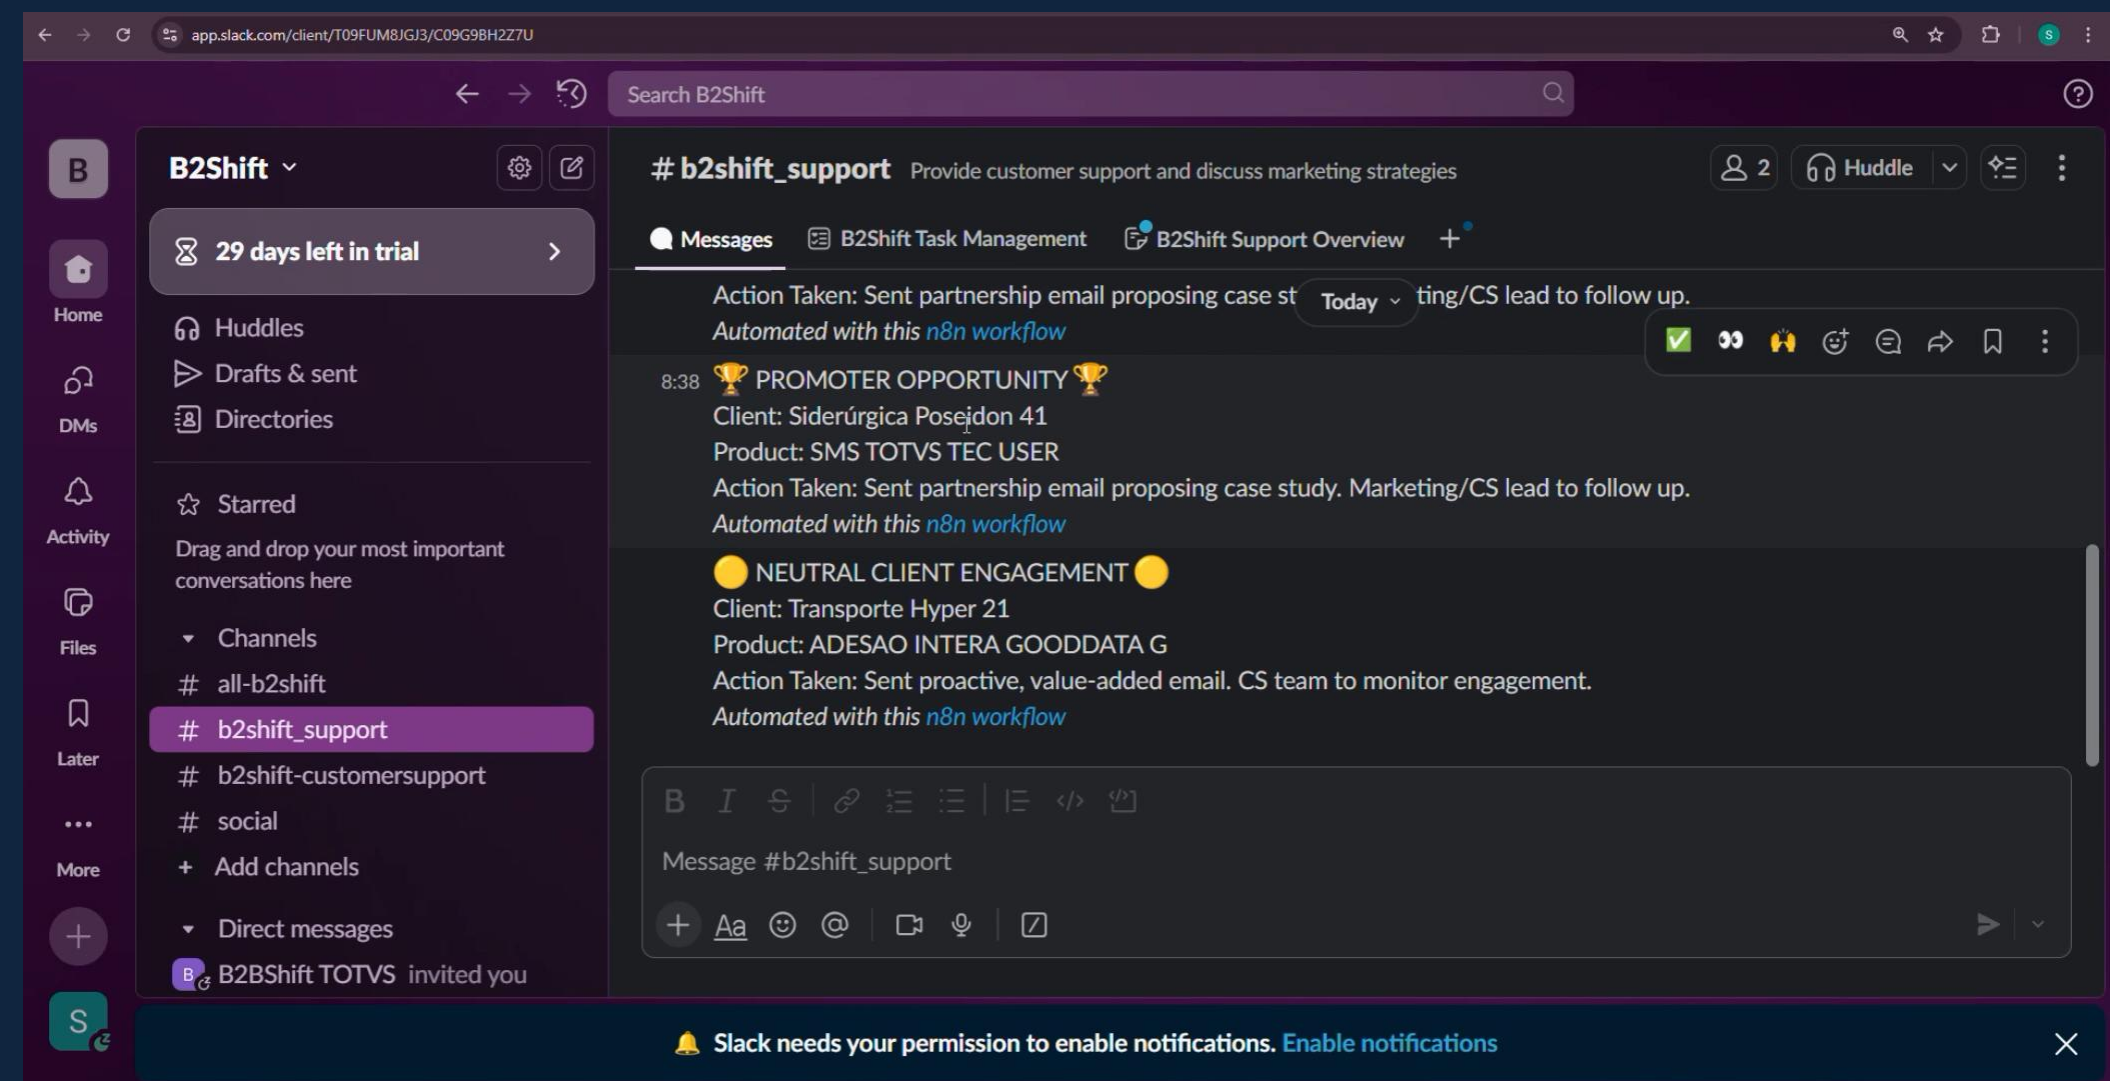 app.slack.com/client/T09FUM8JGJ3/C09G9BH2Z7U
S
Search B2Shift
B
B2Shift
29 days left in trial
Home
DMs
Activity
Files
Later
More
S
Huddles
Drafts & sent
Directories
Starred
Drag and drop your most important
conversations here
Channels
# all-b2shift
# b2shift_support
# b2shift-customersupport
# social
+ Add channels
Direct messages
B B2BShift TOTVS invited you
# b2shift_support Provide customer support and discuss marketing strategies
2 Huddle
Messages B2Shift Task Management B2Shift Support Overview +
Action Taken: Sent partnership email proposing case st Today ting/CS lead to follow up.
Automated with this n8n workflow
8:38 🏆 PROMOTER OPPORTUNITY 🏆
Client: Siderúrgica Poseidon 41
Product: SMS TOTVS TEC USER
Action Taken: Sent partnership email proposing case study. Marketing/CS lead to follow up.
Automated with this n8n workflow
🟡 NEUTRAL CLIENT ENGAGEMENT 🟡
Client: Transporte Hyper 21
Product: ADESAO INTERA GOODDATA G
Action Taken: Sent proactive, value-added email. CS team to monitor engagement.
Automated with this n8n workflow
B I S
Message #b2shift_support
+ Aa @
🔔 Slack needs your permission to enable notifications. Enable notifications